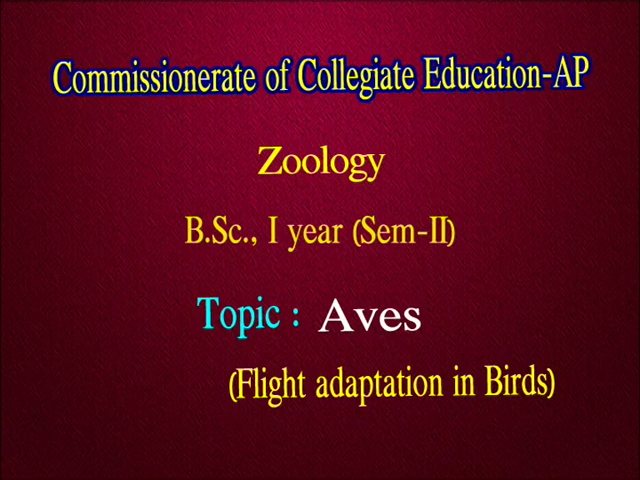 Commissionerate of Collegiate Education-AP
Zoology
B.Sc., I year (Sem-II)
Topic : Aves
(Flight adaptation in Birds)